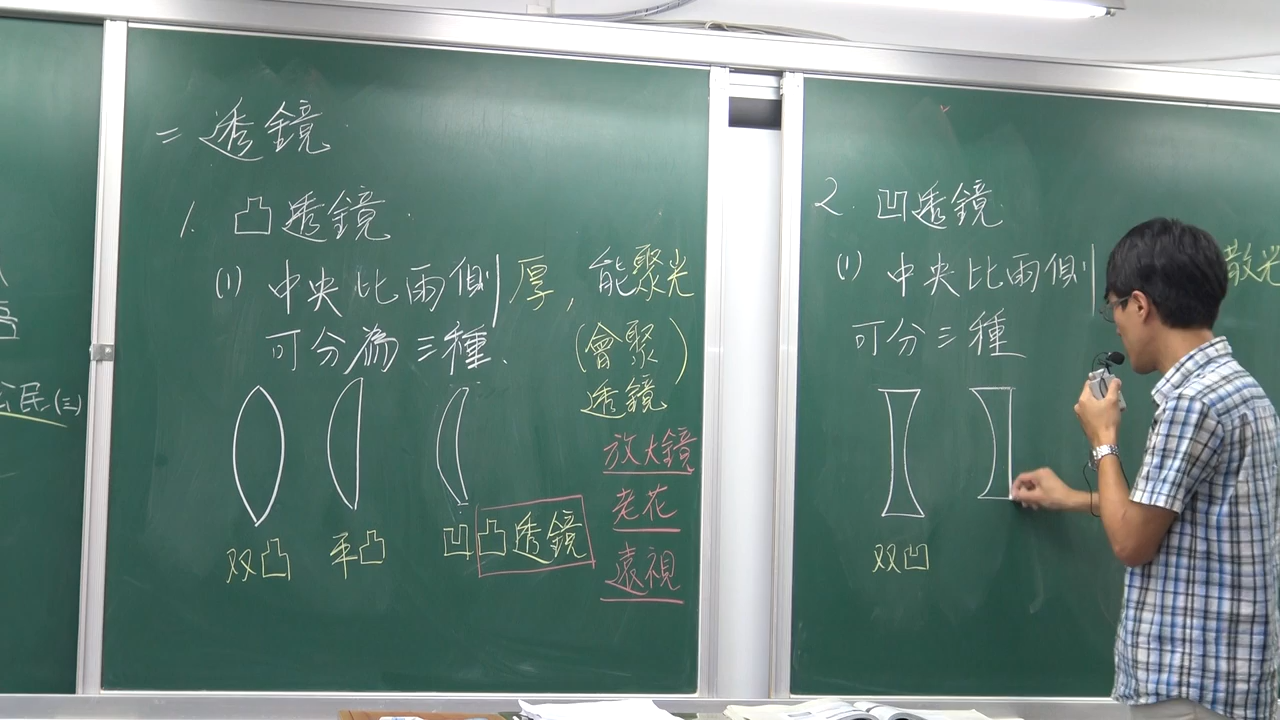 公民(三)
二 透鏡
1. 凸透鏡
(1) 中央比兩側厚, 能聚光
可分為三種.
(會聚)
透鏡
放大鏡
老花
遠視
双凸 平凸 凹凸透鏡
2. 凹透鏡
(1) 中央比兩側
散光
可分三種
双凹